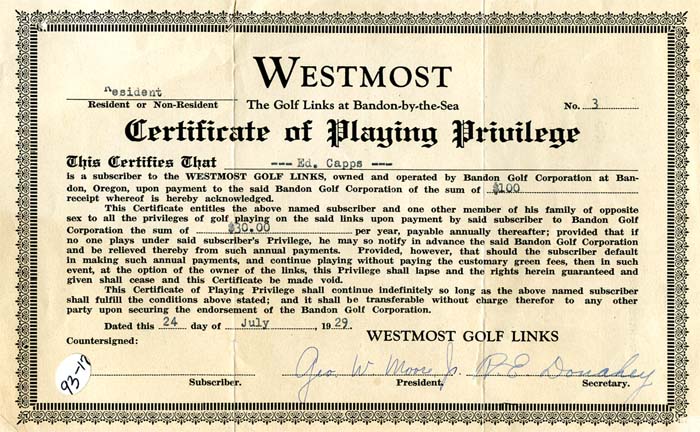 WESTMOST
Resident
Resident or Non-Resident
The Golf Links at Bandon-by-the-Sea
No. 3
Certificate of Playing Privilege
This Certifies That --- Ed. Capps ---
is a subscriber to the WESTMOST GOLF LINKS, owned and operated by Bandon Golf Corporation at Ban-
don, Oregon, upon payment to the said Bandon Golf Corporation of the sum of $100
receipt whereof is hereby acknowledged.
This Certificate entitles the above named subscriber and one other member of his family of opposite
sex to all the privileges of golf playing on the said links upon payment by said subscriber to Bandon Golf
Corporation the sum of $30.00 per year, payable annually thereafter; provided that if
no one plays under said subscriber's Privilege, he may so notify in advance the said Bandon Golf Corporation
and be relieved thereby from such annual payments. Provided, however, that should the subscriber default
in making such annual payments, and continue playing without paying the customary green fees, then in such
event, at the option of the owner of the links, this Privilege shall lapse and the rights herein guaranteed and
given shall cease and this Certificate be made void.
This Certificate of Playing Privilege shall continue indefinitely so long as the above named subscriber
shall fulfill the conditions above stated; and it shall be transferable without charge therefor to any other
party upon securing the endorsement of the Bandon Golf Corporation.
Dated this 24 day of July, 1929.
WESTMOST GOLF LINKS
Countersigned:
Geo. W Moore Jr. R E Donahey
Subscriber. President. Secretary.
93-17